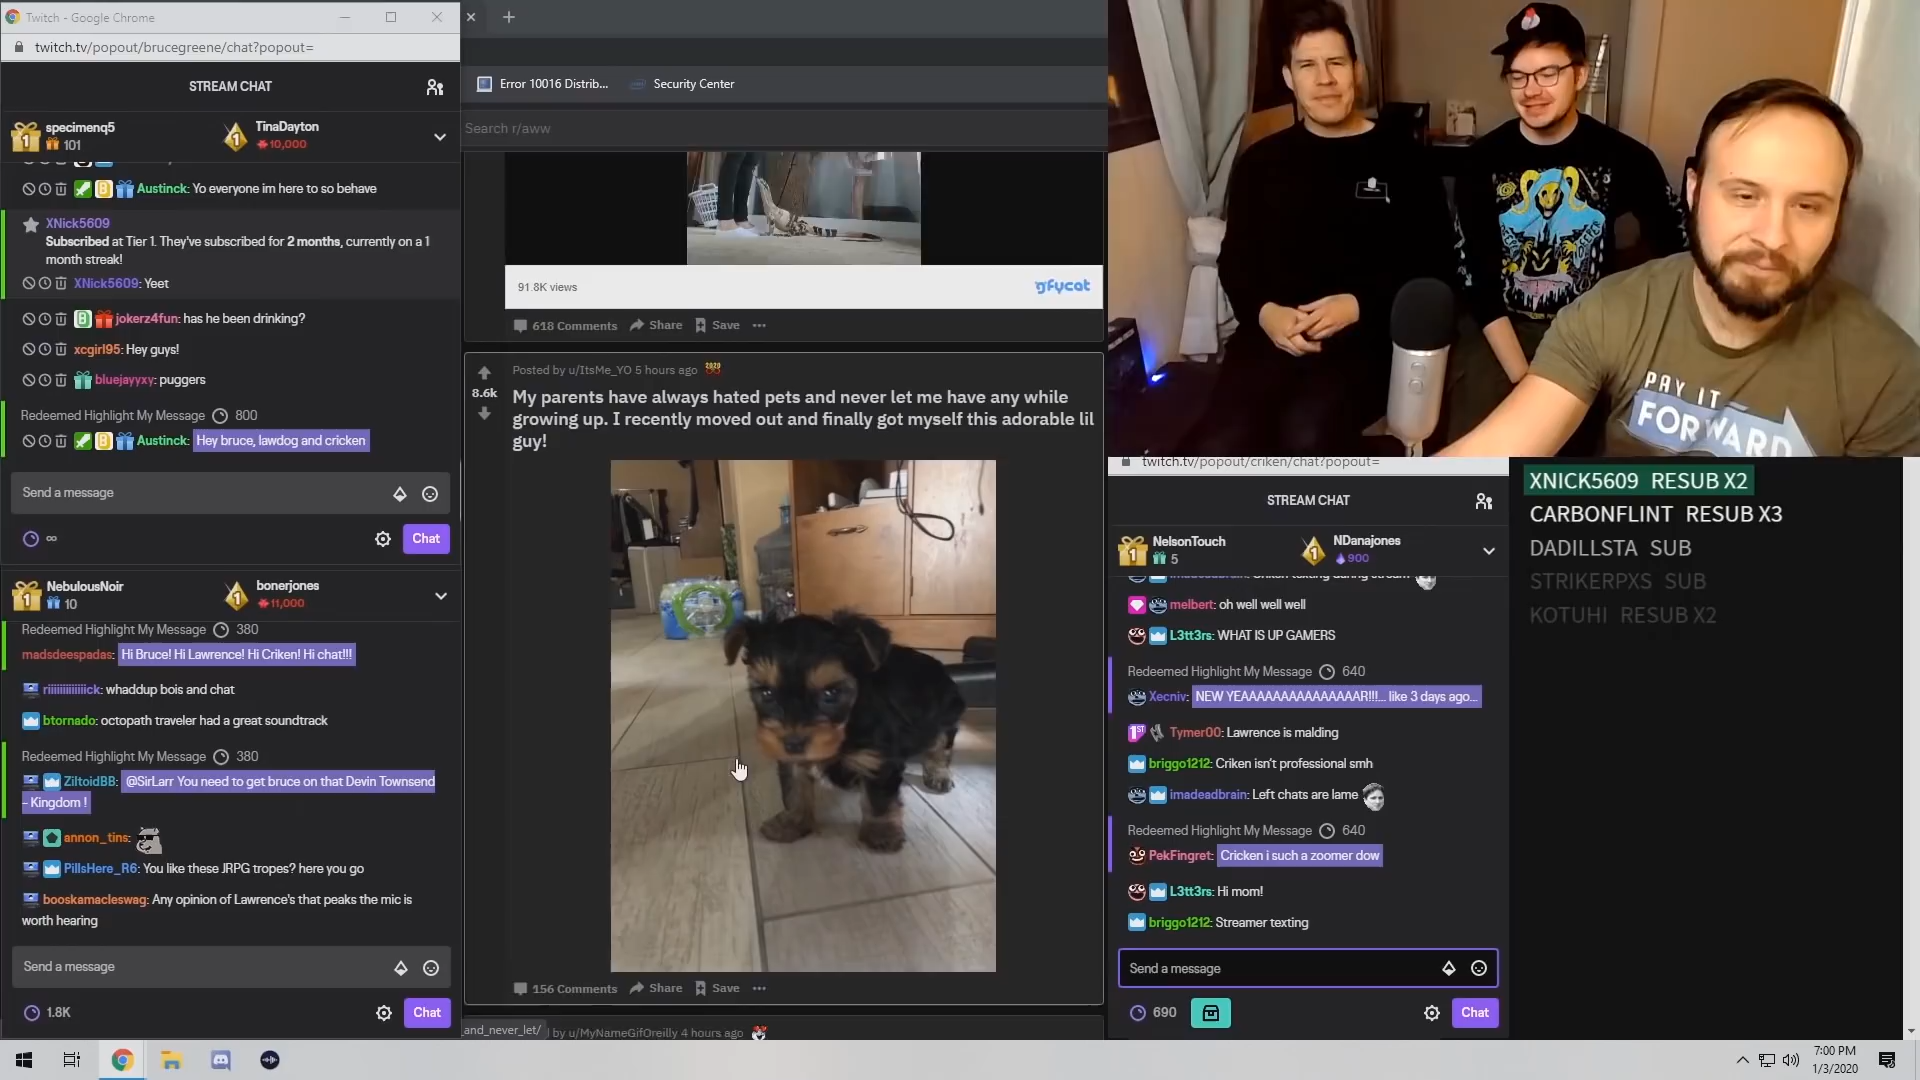 Twitch - Google Chrome
twitch.tv/popout/brucegreene/chat?popout=
STREAM CHAT
specimenq5
101
TinaDayton
10,000
Austinck: Yo everyone im here to so behave
XNick5609
Subscribed at Tier 1. They've subscribed for 2 months, currently on a 1
month streak!
XNick5609: Yeet
jokerz4fun: has he been drinking?
xcgirl95: Hey guys!
bluejayyxy: puggers
Redeemed Highlight My Message 800
Austinck: Hey bruce, lawdog and cricken
Send a message
∞
Chat
NebulousNoir
10
bonerjones
11,000
Redeemed Highlight My Message 380
madsdeespadas: Hi Bruce! Hi Lawrence! Hi Criken! Hi chat!!!
whaddup bois and chat
btornado: octopath traveler had a great soundtrack
Redeemed Highlight My Message 380
ZiltoidBB: @SirLarr You need to get bruce on that Devin Townsend
- Kingdom !
annon_tins:
PillsHere_R6: You like these JRPG tropes? here you go
booskamacleswag: Any opinion of Lawrence's that peaks the mic is
worth hearing
Send a message
1.8K
Chat
Error 10016 Distrib...
Security Center
Search r/aww
91.8K views
gfycat
618 Comments Share Save
Posted by u/ItsMe_YO 5 hours ago
8.6k
My parents have always hated pets and never let me have any while
growing up. I recently moved out and finally got myself this adorable lil
guy!
156 Comments Share Save
_and_never_let/
by u/MyNameGifOreilly 4 hours ago
PAY IT
FORWARD
twitch.tv/popout/criken/chat?popout=
STREAM CHAT
NelsonTouch
5
NDanajones
900
imadeadbrain: Criken texting during stream
melbert: oh well well well
L3tt3rs: WHAT IS UP GAMERS
Redeemed Highlight My Message 640
Xecniv: NEW YEAAAAAAAAAAAAAAAR!!!... like 3 days ago...
1ST
Tymer00: Lawrence is malding
briggo1212: Criken isn't professional smh
imadeadbrain: Left chats are lame
Redeemed Highlight My Message 640
PekFingret: Cricken i such a zoomer dow
L3tt3rs: Hi mom!
briggo1212: Streamer texting
Send a message
690
Chat
XNICK5609 RESUB X2
CARBONFLINT RESUB X3
DADILLSTA SUB
STRIKERPXS SUB
KOTUHI RESUB X2
7:00 PM
1/3/2020